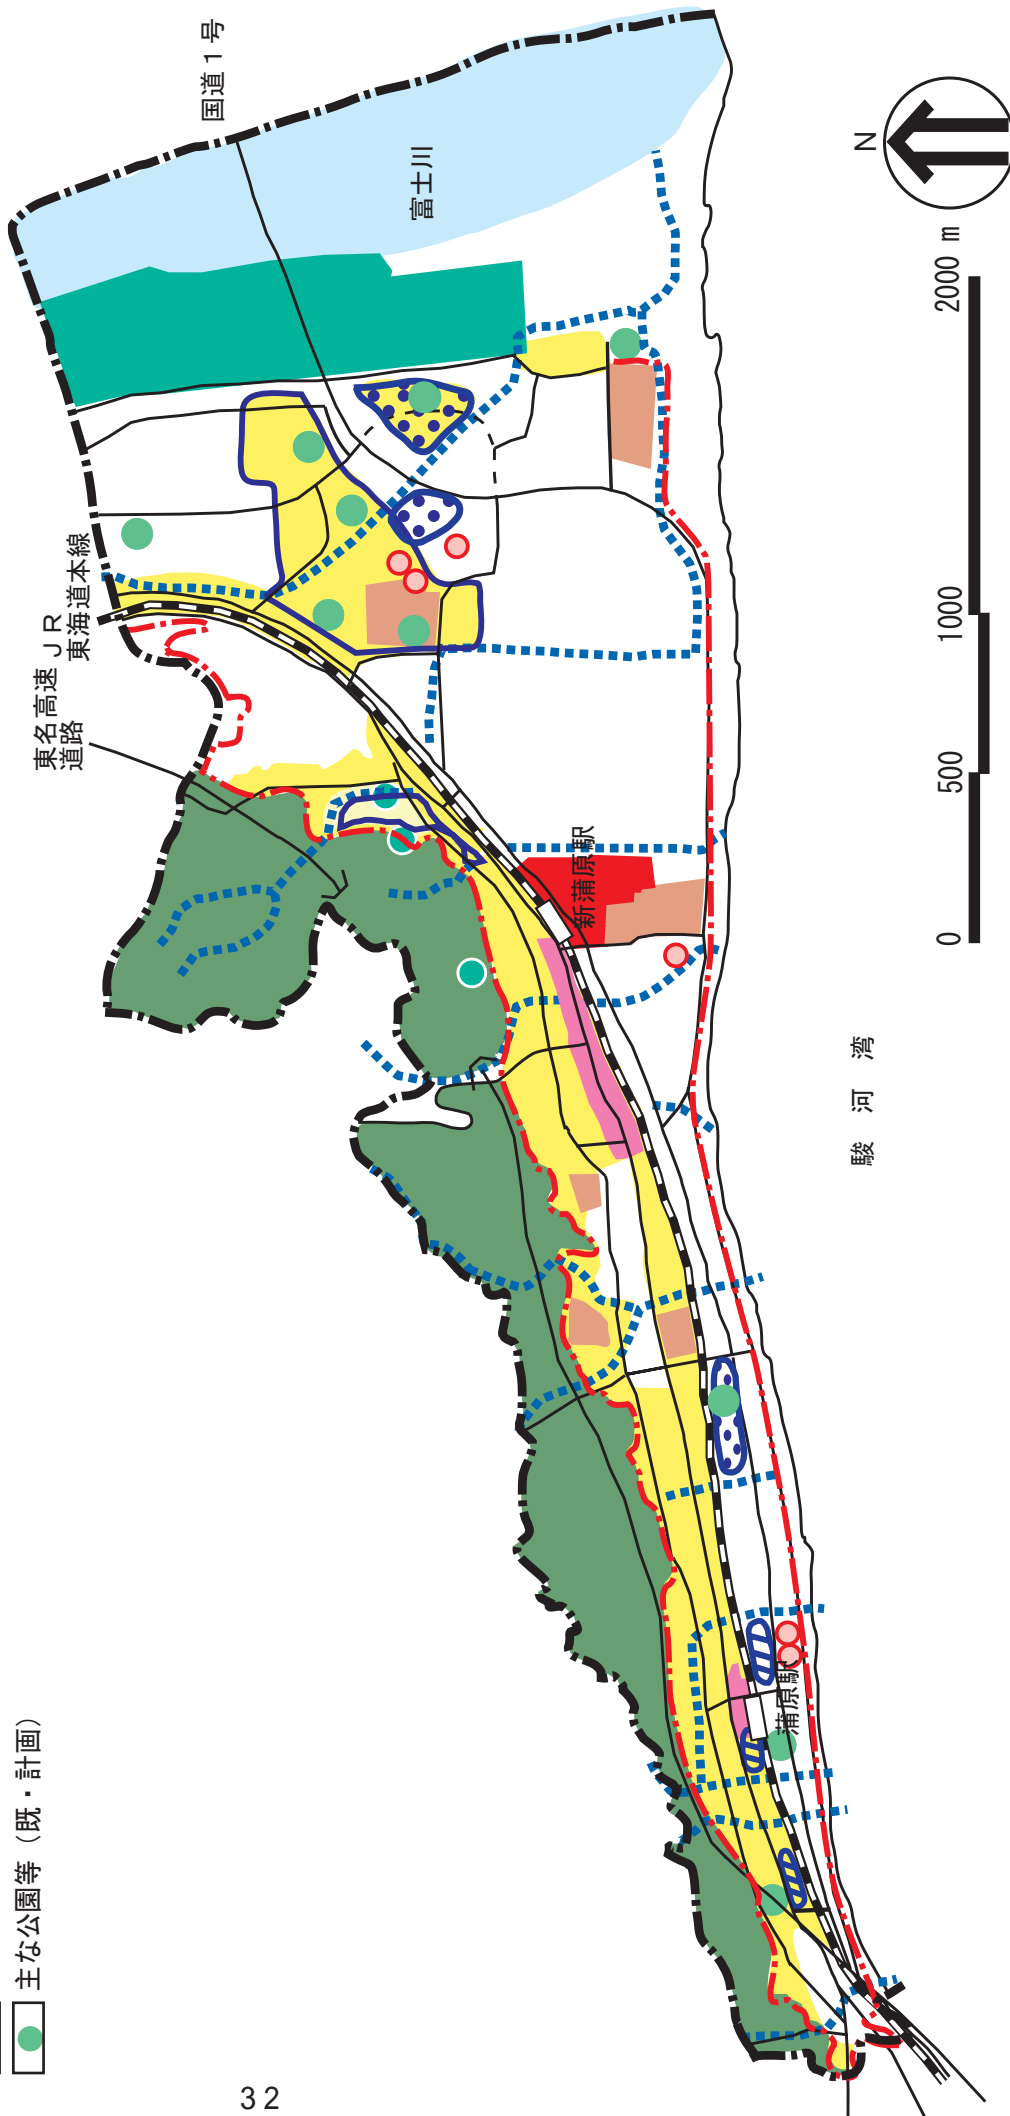 国道１号
富士川
N
ＪＲ
東海道本線
東名高速
道路
新蒲原駅
蒲原駅
駿 河 湾
0 500 1000 2000 m
主な公園等（既・計画）
32